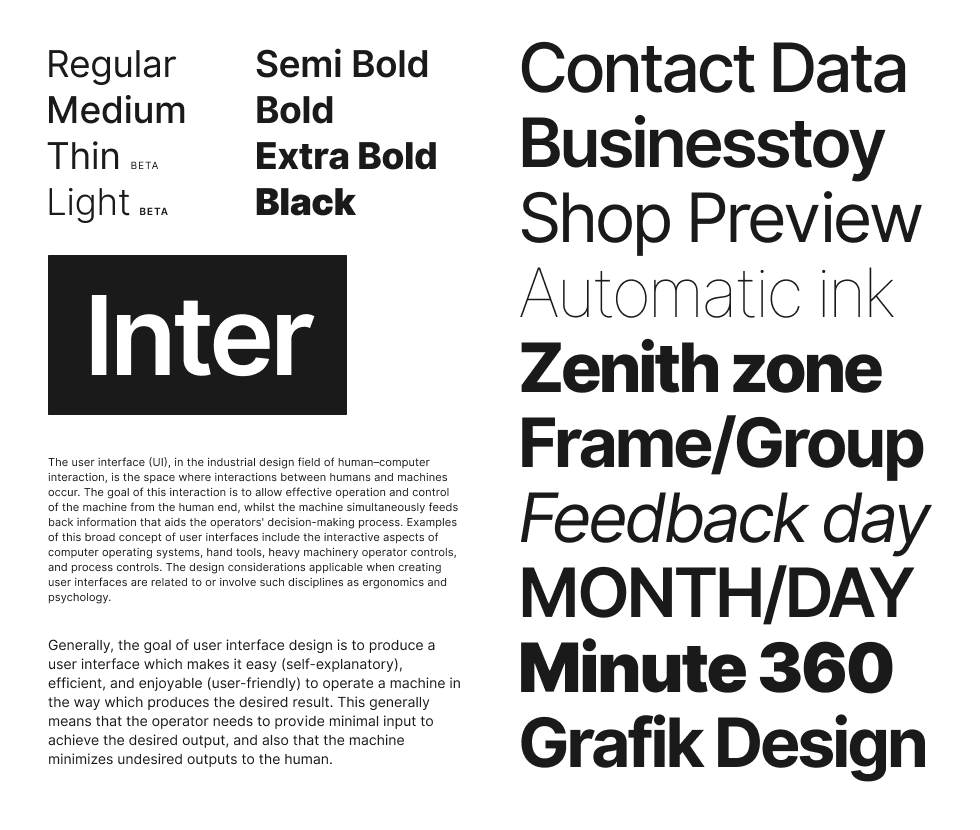 Regular
Medium
Thin BETA
Light BETA
Semi Bold
Bold
Extra Bold
Black
Inter
The user interface (UI), in the industrial design field of human–computer
interaction, is the space where interactions between humans and machines
occur. The goal of this interaction is to allow effective operation and control
of the machine from the human end, whilst the machine simultaneously feeds
back information that aids the operators' decision-making process. Examples
of this broad concept of user interfaces include the interactive aspects of
computer operating systems, hand tools, heavy machinery operator controls,
and process controls. The design considerations applicable when creating
user interfaces are related to or involve such disciplines as ergonomics and
psychology.
Generally, the goal of user interface design is to produce a
user interface which makes it easy (self-explanatory),
efficient, and enjoyable (user-friendly) to operate a machine in
the way which produces the desired result. This generally
means that the operator needs to provide minimal input to
achieve the desired output, and also that the machine
minimizes undesired outputs to the human.
Contact Data
Businesstoy
Shop Preview
Automatic ink
Zenith zone
Frame/Group
Feedback day
MONTH/DAY
Minute 360
Grafik Design